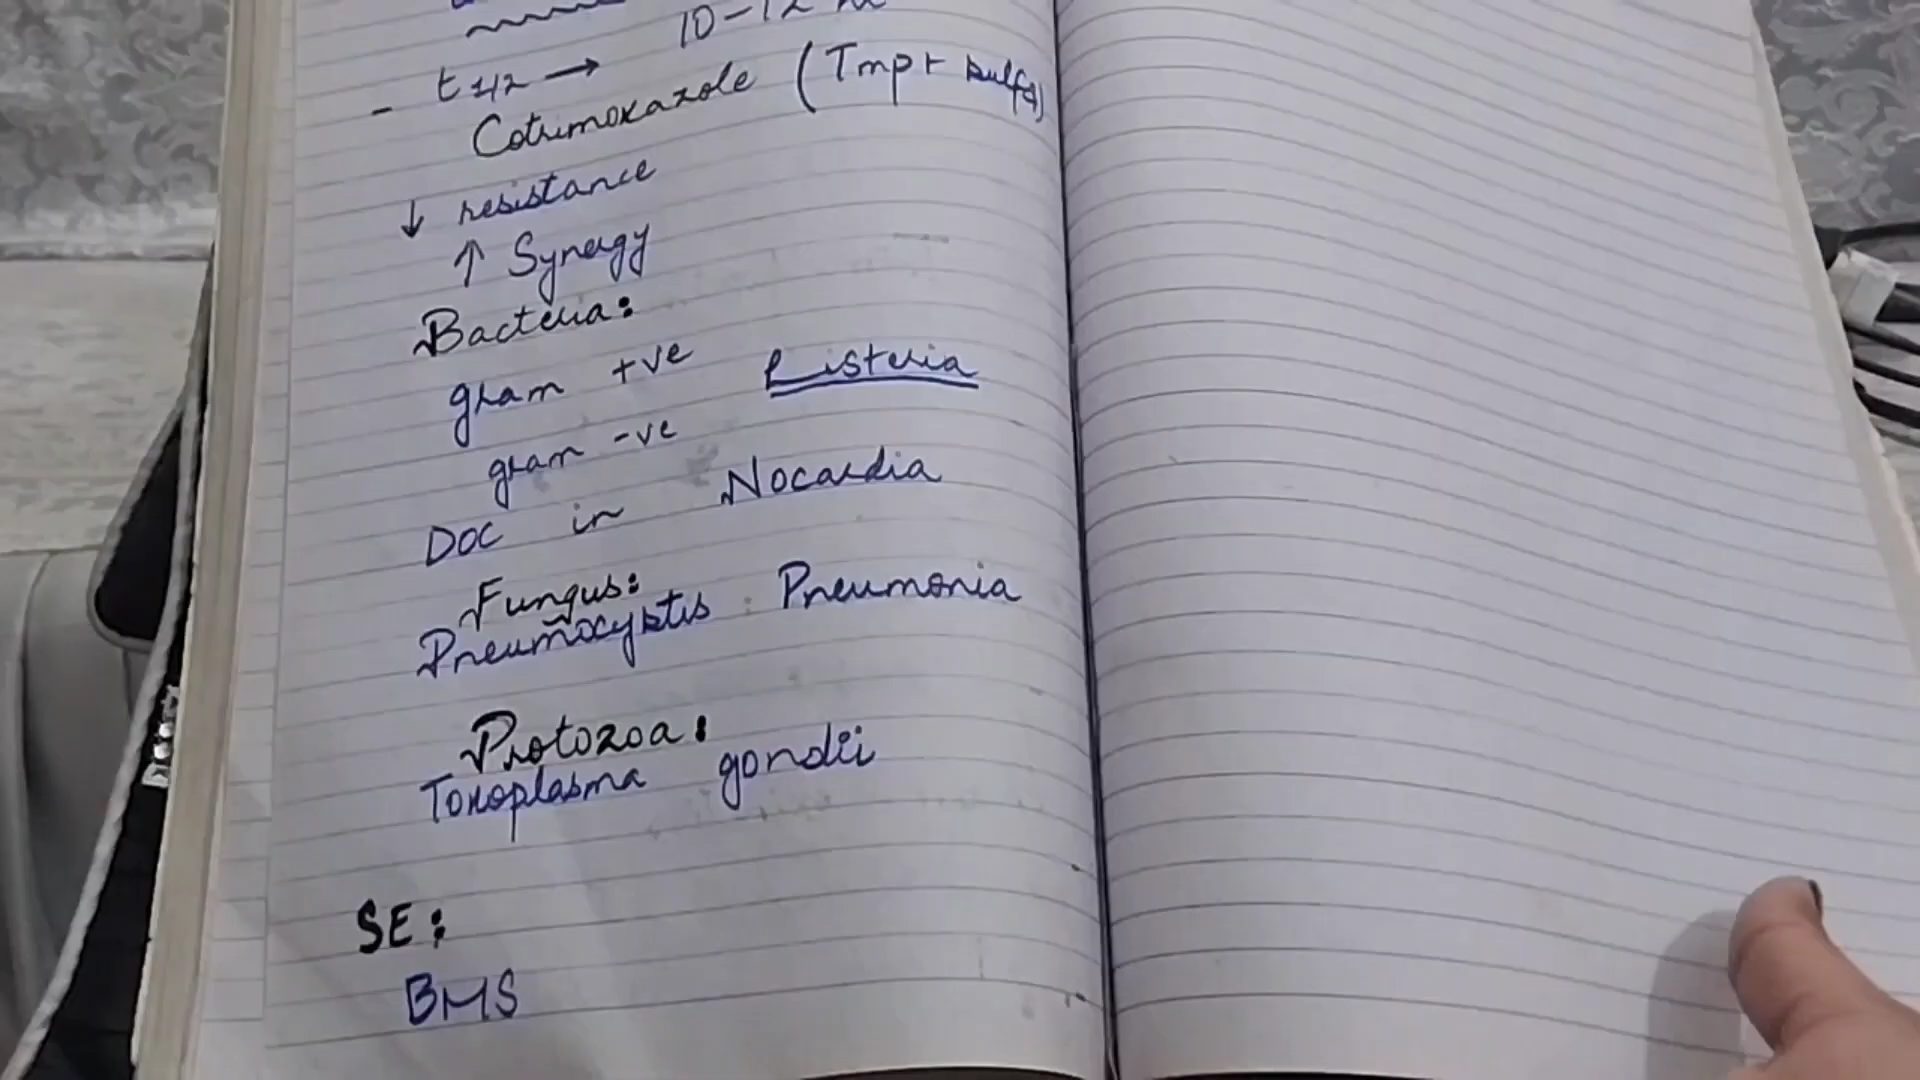 10-12
- t 1/2 →
Cotrimoxazole (Tmp + sulfa)
↓ resistance
↑ Synergy
Bacteria:
gram +ve Listeria
gram -ve
DOC in Nocardia
Fungus:
Pneumocystis Pneumonia
Protozoa:
Toxoplasma gondii
SE:
BMS